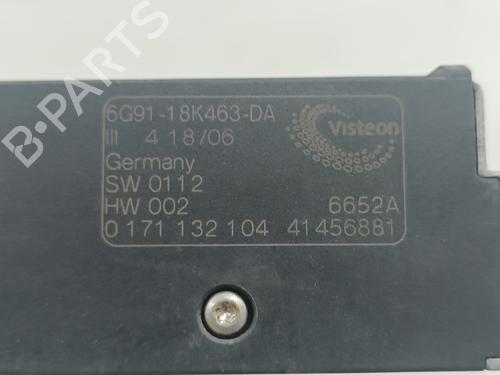 6G91-18K463-DA
III 4 18/06
Visteon
Germany
SW 0112
HW 002 6652A
0 171 132 104 41456881
B-PARTS